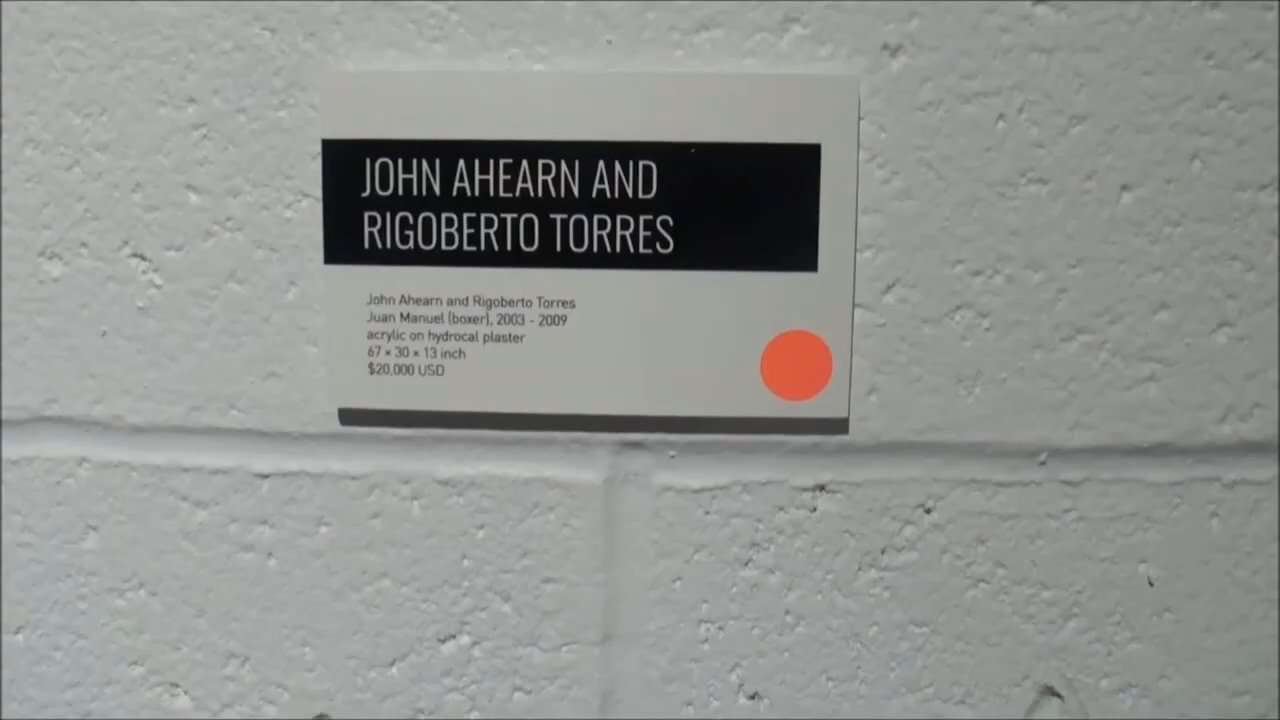 JOHN AHEARN AND
RIGOBERTO TORRES
John Ahearn and Rigoberto Torres
Juan Manuel (boxer), 2003 - 2009
acrylic on hydrocal plaster
67 × 30 × 13 inch
$20,000 USD